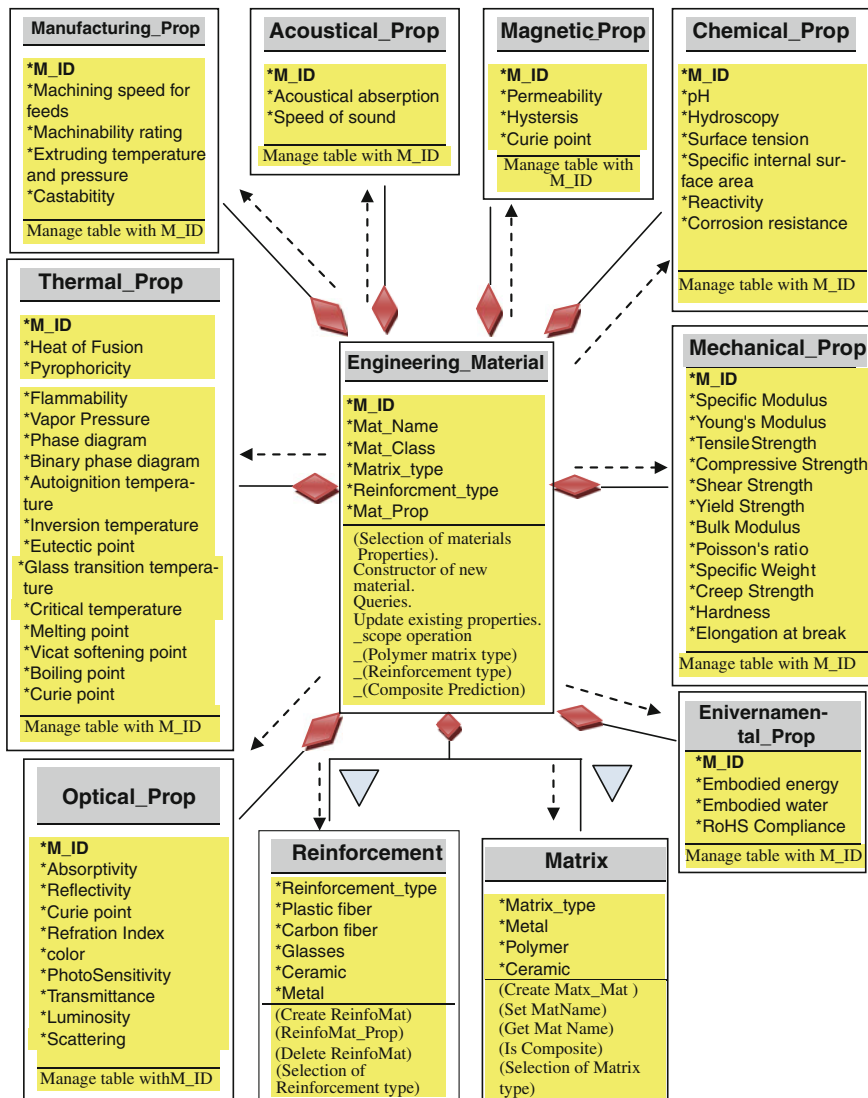 Manufacturing_Prop
*M_ID
*Machining speed for
feeds
*Machinability rating
*Extruding temperature
and pressure
*Castabitity
Manage table with M_ID
Acoustical_Prop
*M_ID
*Acoustical abserption
*Speed of sound
Manage table with M_ID
Magnetic_Prop
*M_ID
*Permeability
*Hystersis
*Curie point
Manage table with
M_ID
Chemical_Prop
*M_ID
*pH
*Hydroscopy
*Surface tension
*Specific internal sur-
face area
*Reactivity
*Corrosion resistance
Manage table with M_ID
Thermal_Prop
*M_ID
*Heat of Fusion
*Pyrophoricity
*Flammability
*Vapor Pressure
*Phase diagram
*Binary phase diagram
*Autoignition tempera-
ture
*Inversion temperature
*Eutectic point
*Glass transition tempera-
ture
*Critical temperature
*Melting point
*Vicat softening point
*Boiling point
*Curie point
Manage table with M_ID
Engineering_Material
*M_ID
*Mat_Name
*Mat_Class
*Matrix_type
*Reinforcment_type
*Mat_Prop
(Selection of materials
Properties).
Constructor of new
material.
Queries.
Update existing properties.
_scope operation
_(Polymer matrix type)
_(Reinforcement type)
_(Composite Prediction)
Mechanical_Prop
*M_ID
*Specific Modulus
*Young's Modulus
*TensileStrength
*Compressive Strength
*Shear Strength
*Yield Strength
*Bulk Modulus
*Poisson's ratio
*Specific Weight
*Creep Strength
*Hardness
*Elongation at break
Manage table with M_ID
Enivernamen-
tal_Prop
*M_ID
*Embodied energy
*Embodied water
*RoHS Compliance
Manage table with M_ID
Optical_Prop
*M_ID
*Absorptivity
*Reflectivity
*Curie point
*Refration Index
*color
*PhotoSensitivity
*Transmittance
*Luminosity
*Scattering
Manage table withM_ID
Reinforcement
*Reinforcement_type
*Plastic fiber
*Carbon fiber
*Glasses
*Ceramic
*Metal
(Create ReinfoMat)
(ReinfoMat_Prop)
(Delete ReinfoMat)
(Selection of
Reinforcement type)
Matrix
*Matrix_type
*Metal
*Polymer
*Ceramic
(Create Matx_Mat )
(Set MatName)
(Get Mat Name)
(Is Composite)
(Selection of Matrix
type)